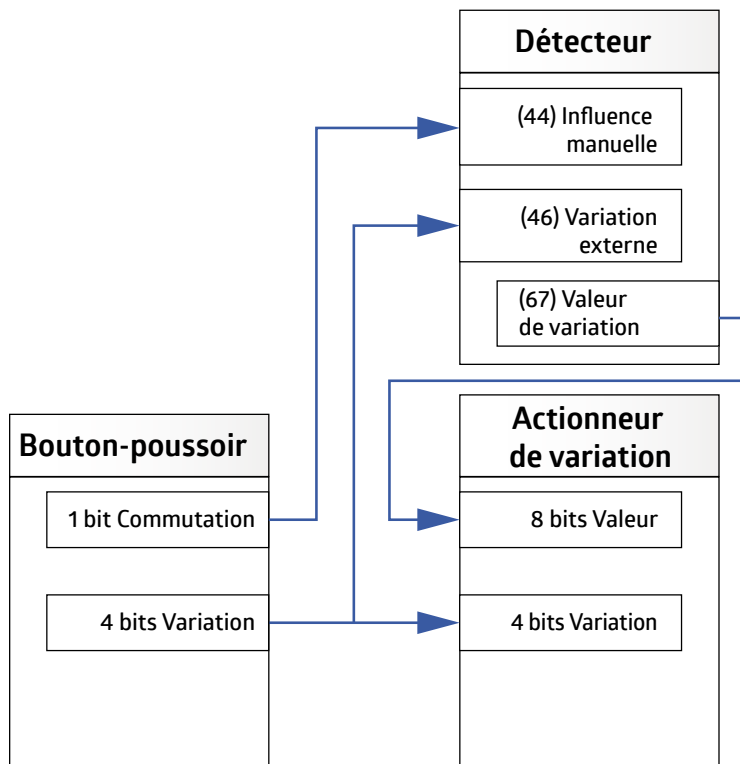 Détecteur
(44) Influence
manuelle
(46) Variation
externe
(67) Valeur
de variation
Bouton-poussoir
1 bit Commutation
4 bits Variation
Actionneur
de variation
8 bits Valeur
4 bits Variation